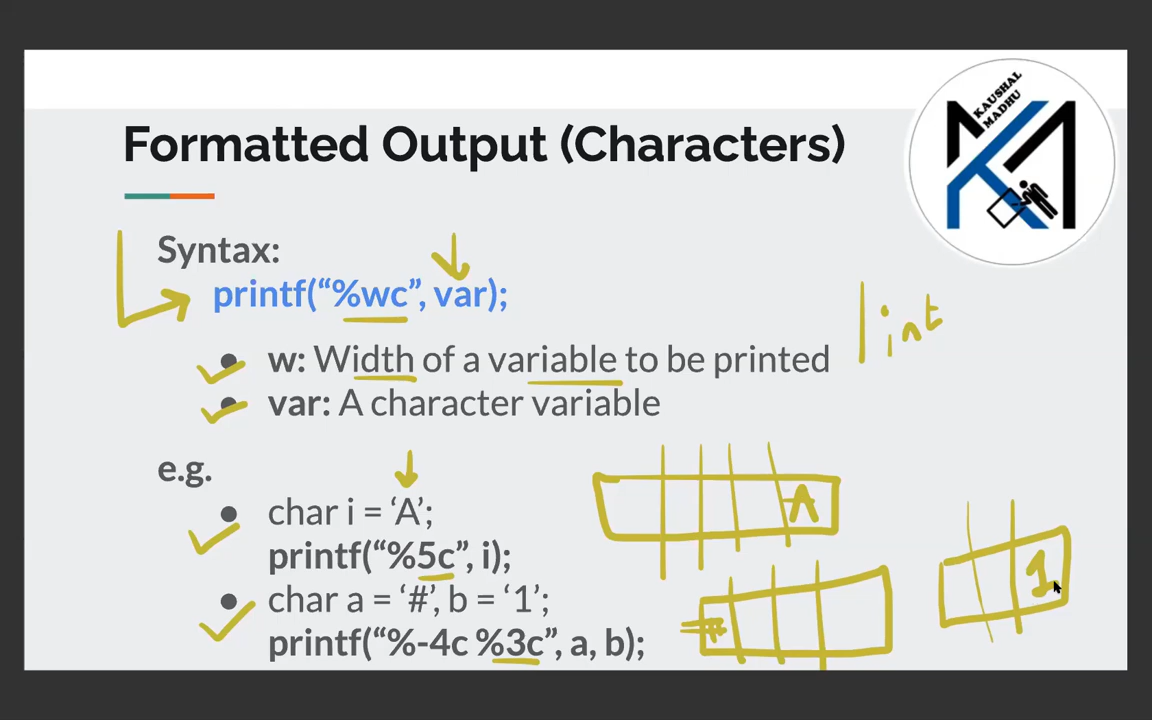 KAUSHAL
MADHU
Formatted Output (Characters)
Syntax:
printf(“%wc”, var);
int
w: Width of a variable to be printed
var: A character variable
e.g.
char i = ‘A’;
A
printf(“%5c”, i);
1
char a = ‘#’, b = ‘1’;
#
printf(“%-4c %3c”, a, b);